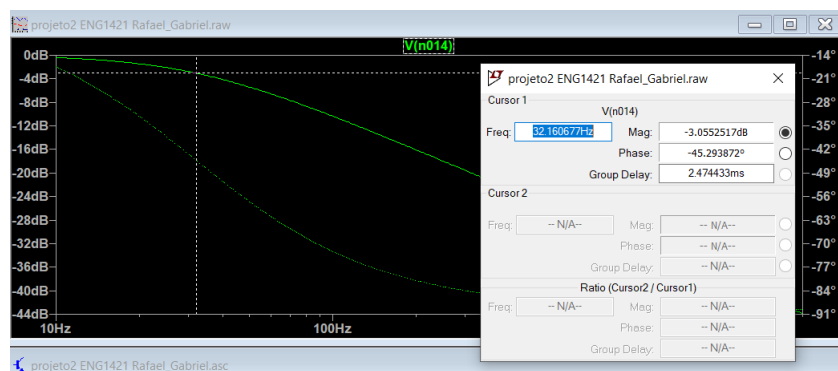 projeto2 ENG1421 Rafael_Gabriel.raw
V(n014)
0dB
-4dB
-8dB
-12dB
-16dB
-20dB
-24dB
-28dB
-32dB
-36dB
-40dB
-44dB
10Hz
100Hz
-14°
-21°
-28°
-35°
-42°
-49°
-56°
-63°
-70°
-77°
-84°
-91°
projeto2 ENG1421 Rafael_Gabriel.raw
Cursor 1
V(n014)
Freq: 32.160677Hz Mag: -3.0552517dB
Phase: -45.293872°
Group Delay: 2.474433ms
Cursor 2
Freq: -- N/A-- Mag: -- N/A--
Phase: -- N/A--
Group Delay: -- N/A--
Ratio (Cursor2 / Cursor1)
Freq: -- N/A-- Mag: -- N/A--
Phase: -- N/A--
Group Delay: -- N/A--
projeto2 ENG1421 Rafael_Gabriel.asc